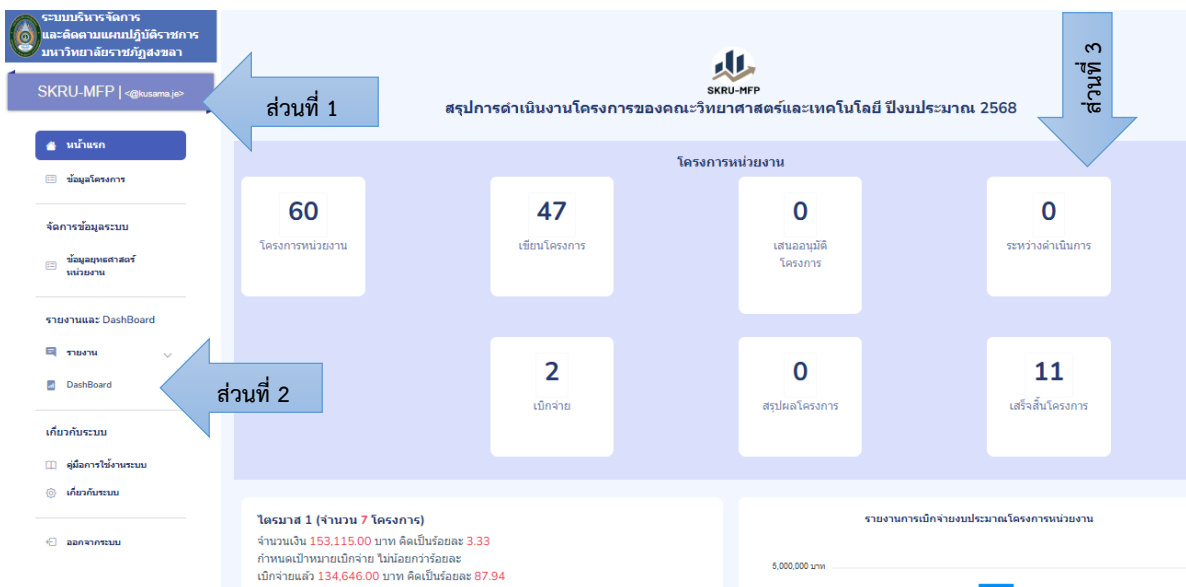 ระบบบริหารจัดการ
และติดตามแผนปฏิบัติราชการ
มหาวิทยาลัยราชภัฏสงขลา
SKRU-MFP | <@kusama.je>
ส่วนที่ 1
หน้าแรก
ข้อมูลโครงการ
จัดการข้อมูลระบบ
ข้อมูลยุทธศาสตร์
หน่วยงาน
รายงานและ DashBoard
รายงาน
DashBoard
ส่วนที่ 2
เกี่ยวกับระบบ
คู่มือการใช้งานระบบ
เกี่ยวกับระบบ
ออกจากระบบ
SKRU-MFP
สรุปการดำเนินงานโครงการของคณะวิทยาศาสตร์และเทคโนโลยี ปีงบประมาณ 2568
ส่วนที่ 3
โครงการหน่วยงาน
60
โครงการหน่วยงาน
47
เขียนโครงการ
0
เสนออนุมัติ
โครงการ
0
ระหว่างดำเนินการ
2
เบิกจ่าย
0
สรุปผลโครงการ
11
เสร็จสิ้นโครงการ
ไตรมาส 1 (จำนวน 7 โครงการ)
จำนวนเงิน 153,115.00 บาท คิดเป็นร้อยละ 3.33
กำหนดเป้าหมายเบิกจ่าย ไม่น้อยกว่าร้อยละ
เบิกจ่ายแล้ว 134,646.00 บาท คิดเป็นร้อยละ 87.94
รายงานการเบิกจ่ายงบประมาณโครงการหน่วยงาน
5,000,000 บาท